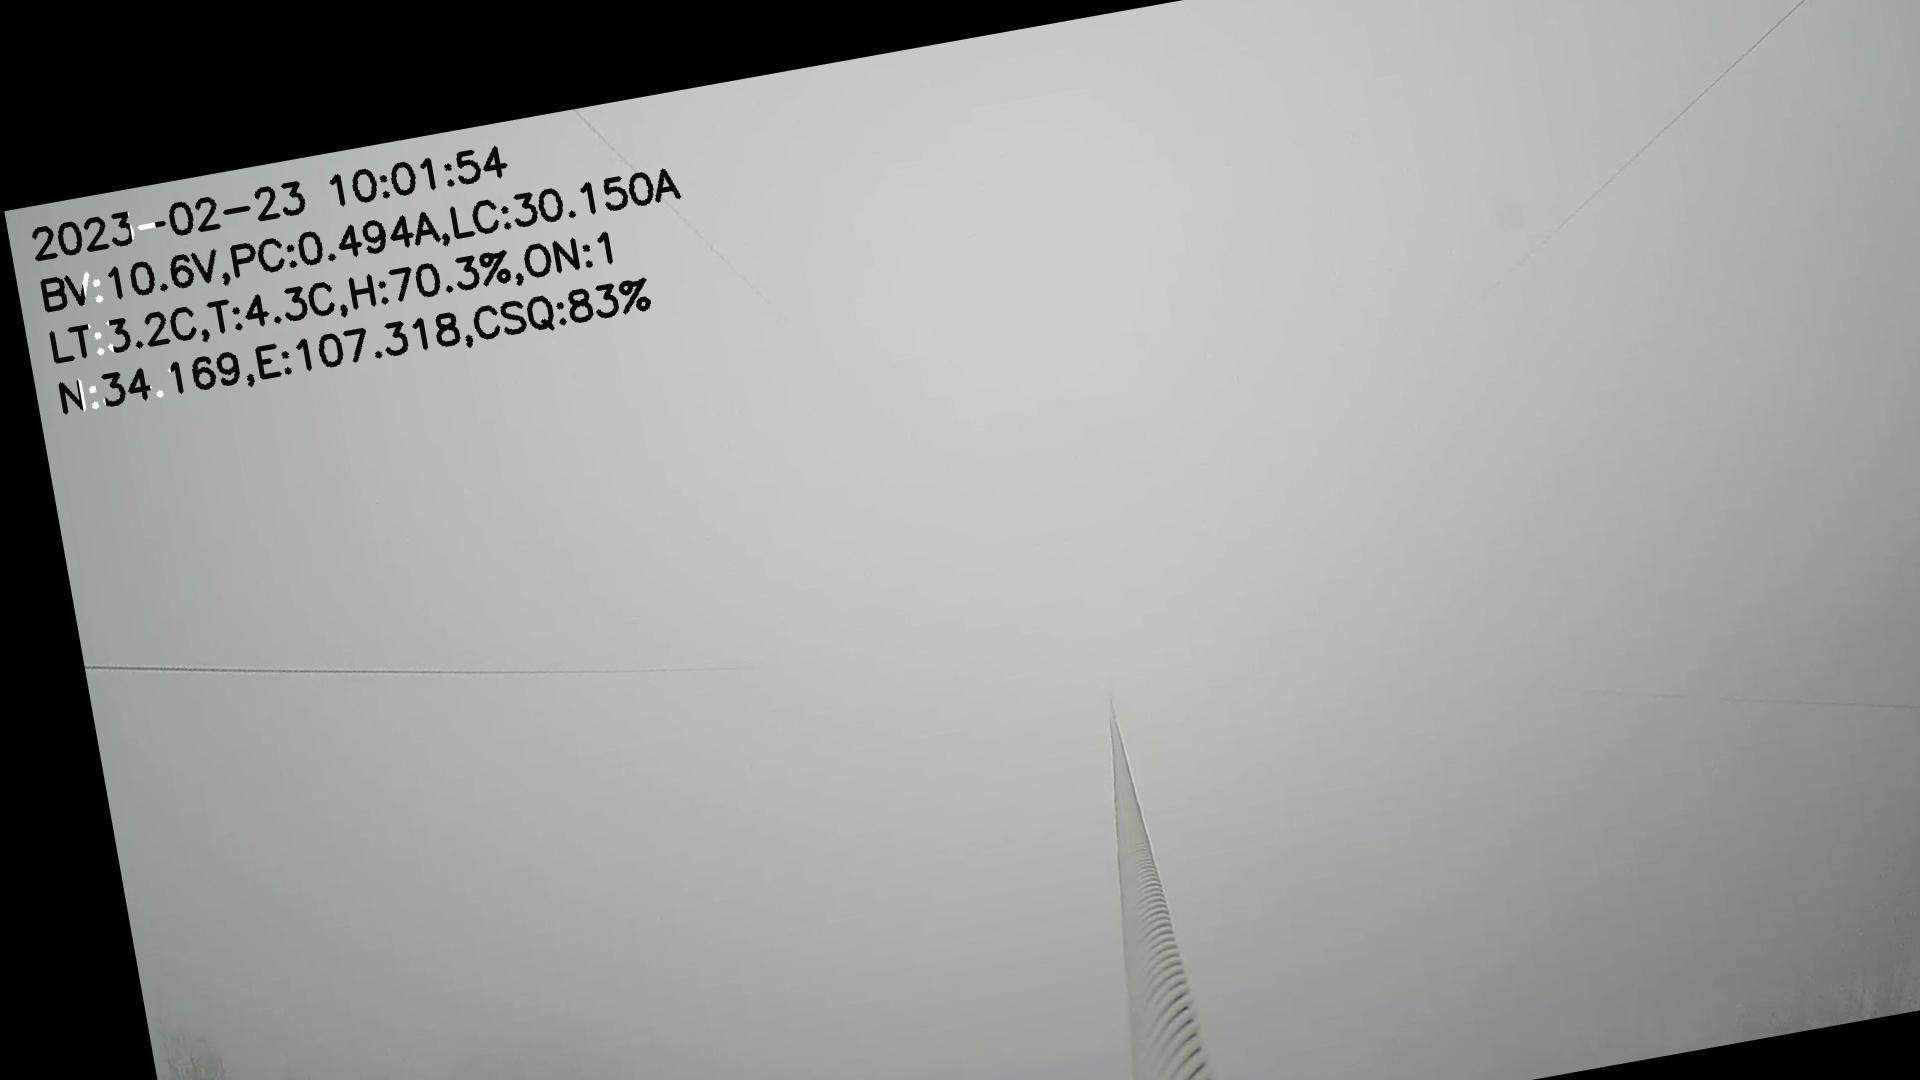 2023-02-23 10:01:54
BV:10.6V,PC:0.494A,LC:30.150A
LT:3.2C,T:4.3C,H:70.3%,ON:1
N:34.169,E:107.318,CSQ:83%